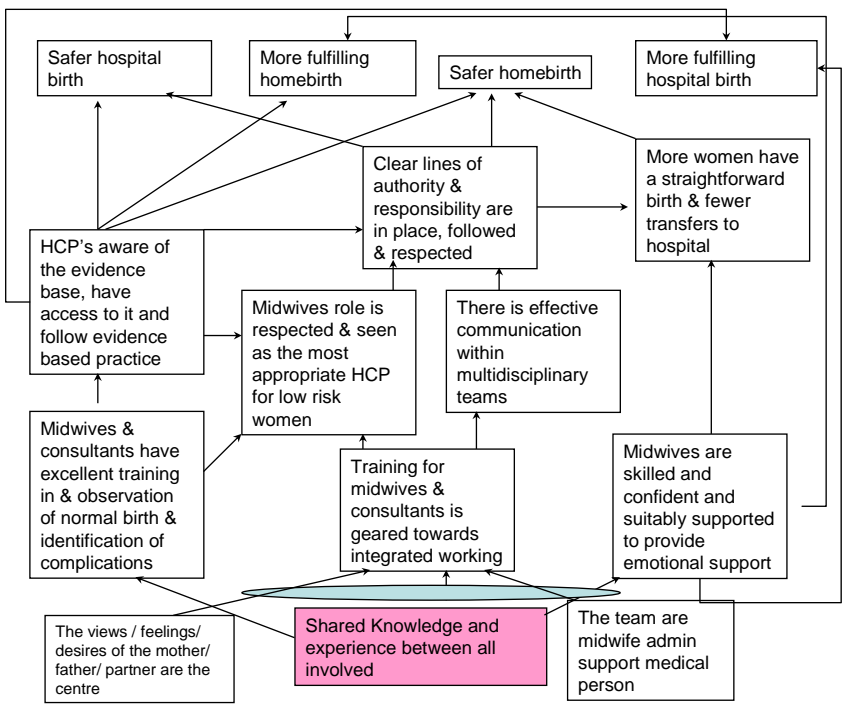 Safer hospital
birth
More fulfilling
homebirth
Safer homebirth
More fulfilling
hospital birth
Clear lines of
authority &
responsibility are
in place, followed
& respected
More women have
a straightforward
birth & fewer
transfers to
hospital
HCP's aware of
the evidence
base, have
access to it and
follow evidence
based practice
Midwives role is
respected & seen
as the most
appropriate HCP
for low risk
women
There is effective
communication
within
multidisciplinary
teams
Midwives &
consultants have
excellent training
in & observation
of normal birth &
identification of
complications
Training for
midwives &
consultants is
geared towards
integrated working
Midwives are
skilled and
confident and
suitably supported
to provide
emotional support
The views / feelings/
desires of the mother/
father/ partner are the
centre
Shared Knowledge and
experience between all
involved
The team are
midwife admin
support medical
person